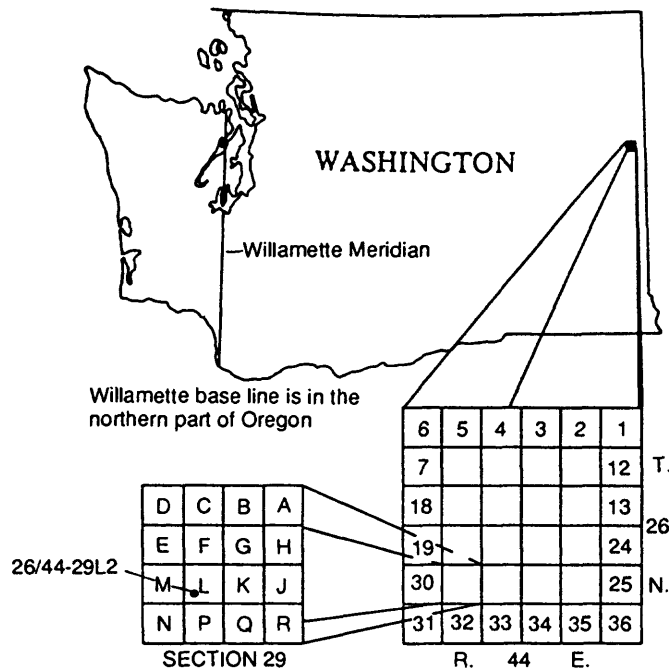 WASHINGTON
Willamette Meridian
Willamette base line is in the
northern part of Oregon
6 5 4 3 2 1
7 12 T.
18 13
26
19 24
30 25 N.
31 32 33 34 35 36
R. 44 E.
D C B A
E F G H
26/44-29L2
M L K J
N P Q R
SECTION 29